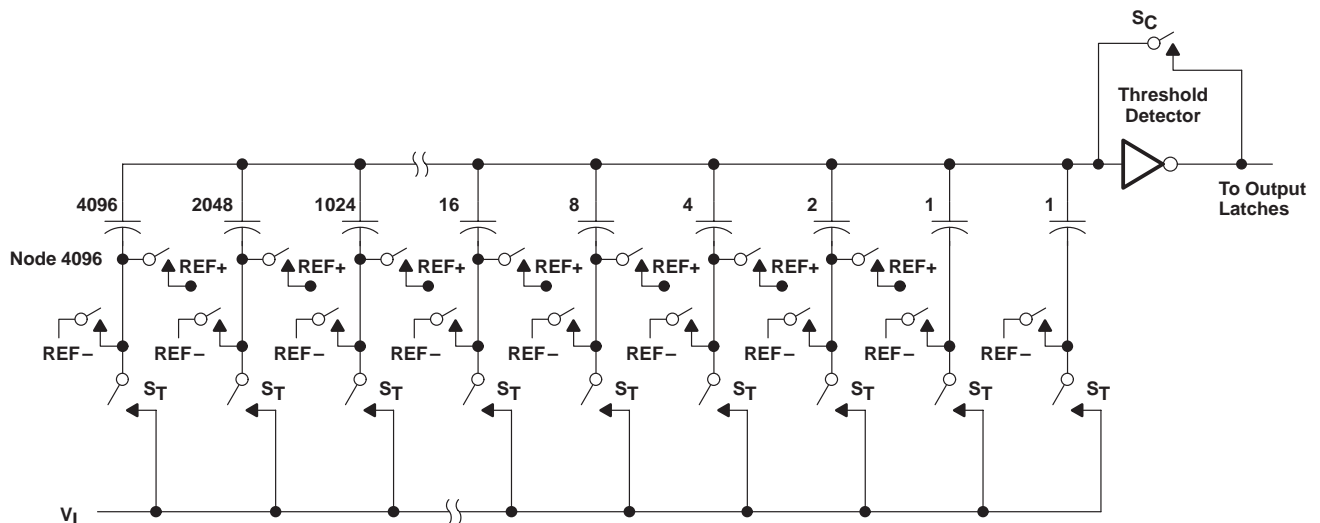 SC
Threshold
Detector
To Output
Latches
4096 2048 1024 16 8 4 2 1 1
Node 4096 REF+ REF+ REF+ REF+ REF+ REF+ REF+
REF− REF− REF− REF− REF− REF− REF− REF− REF−
ST ST ST ST ST ST ST ST ST
VI